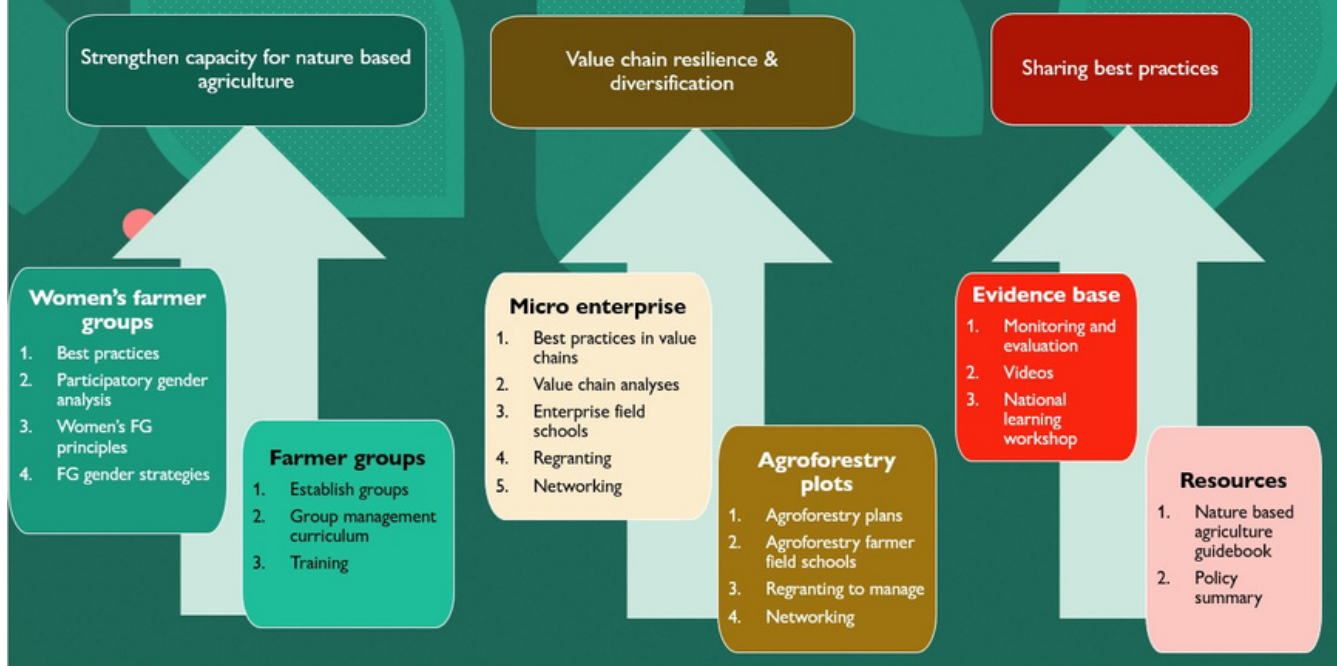 Strengthen capacity for nature based
agriculture
Value chain resilience &
diversification
Sharing best practices
Women's farmer
groups
1. Best practices
2. Participatory gender
analysis
3. Women's FG
principles
4. FG gender strategies
Farmer groups
1. Establish groups
2. Group management
curriculum
3. Training
Micro enterprise
1. Best practices in value
chains
2. Value chain analyses
3. Enterprise field
schools
4. Regranting
5. Networking
Agroforestry
plots
1. Agroforestry plans
2. Agroforestry farmer
field schools
3. Regranting to manage
4. Networking
Evidence base
1. Monitoring and
evaluation
2. Videos
3. National
learning
workshop
Resources
1. Nature based
agriculture
guidebook
2. Policy
summary